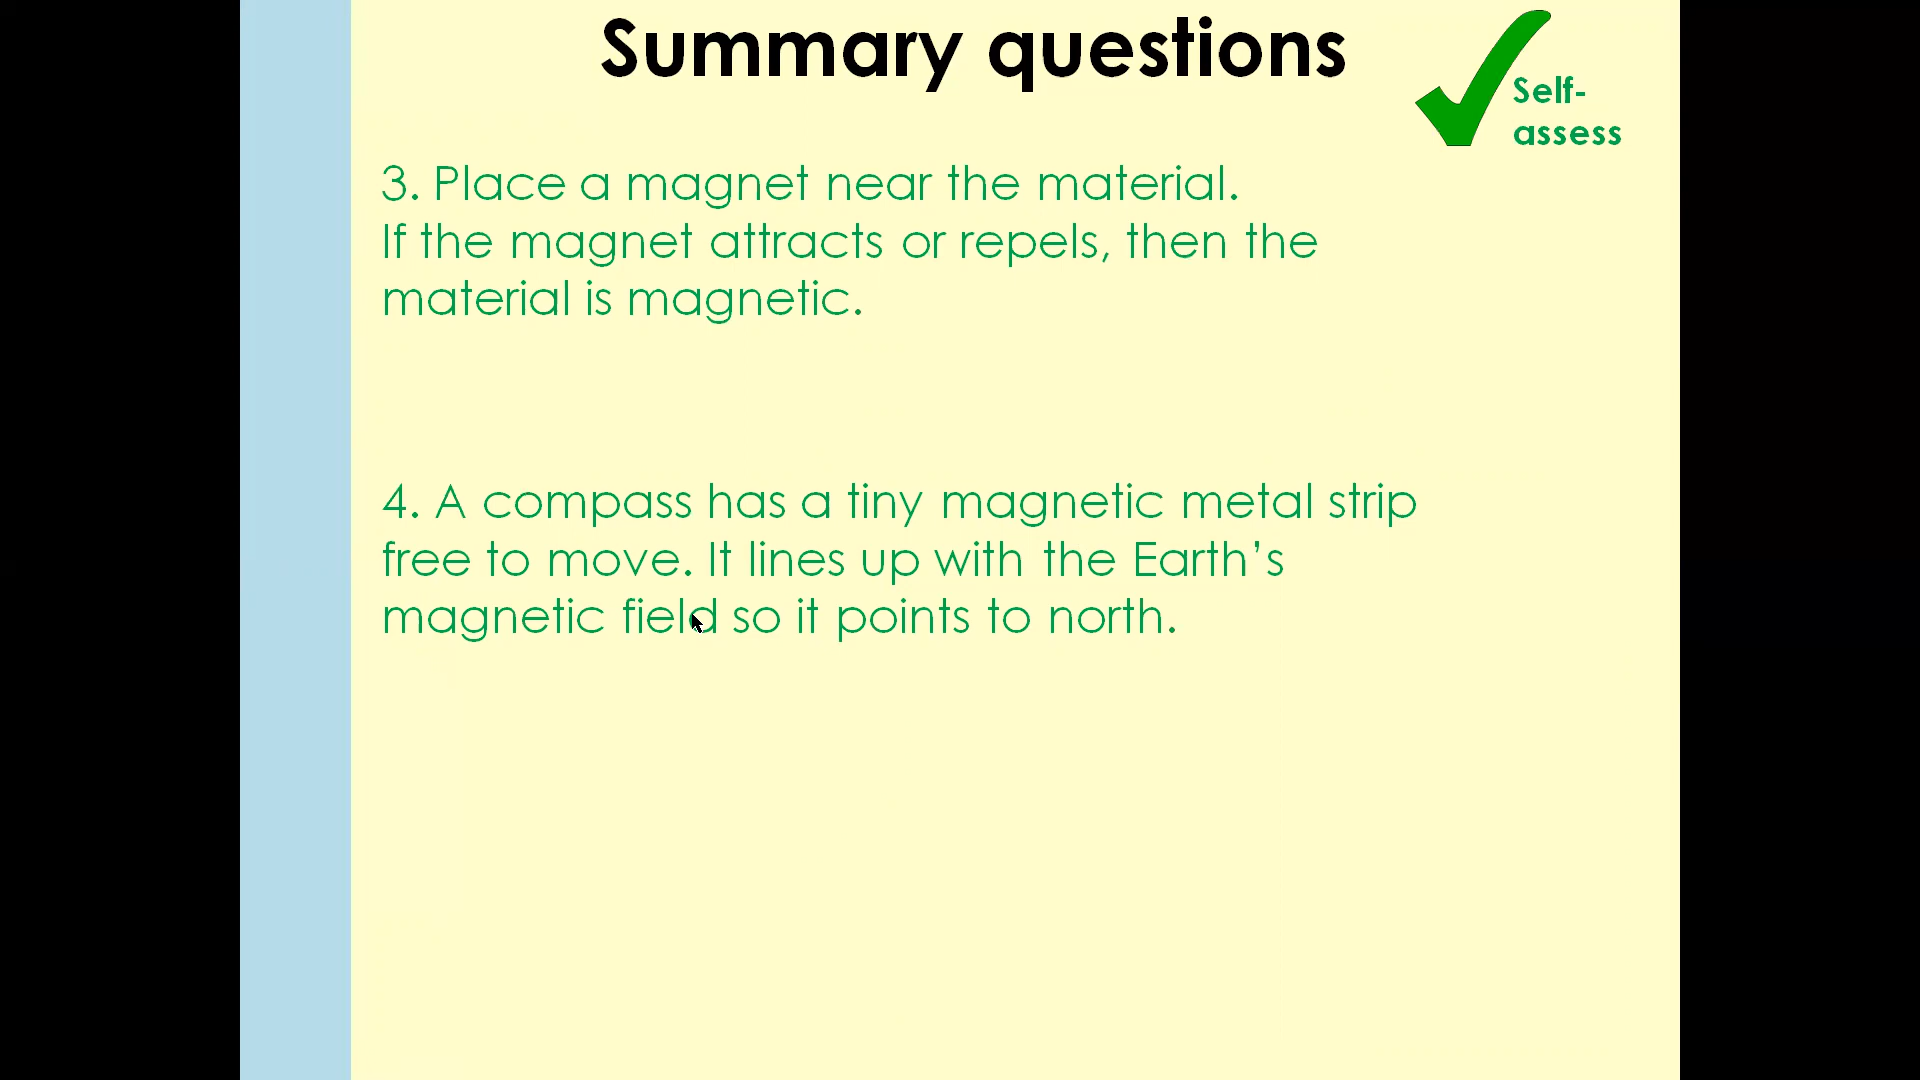 Summary questions
Self-
assess
3. Place a magnet near the material.
If the magnet attracts or repels, then the
material is magnetic.
4. A compass has a tiny magnetic metal strip
free to move. It lines up with the Earth’s
magnetic field so it points to north.